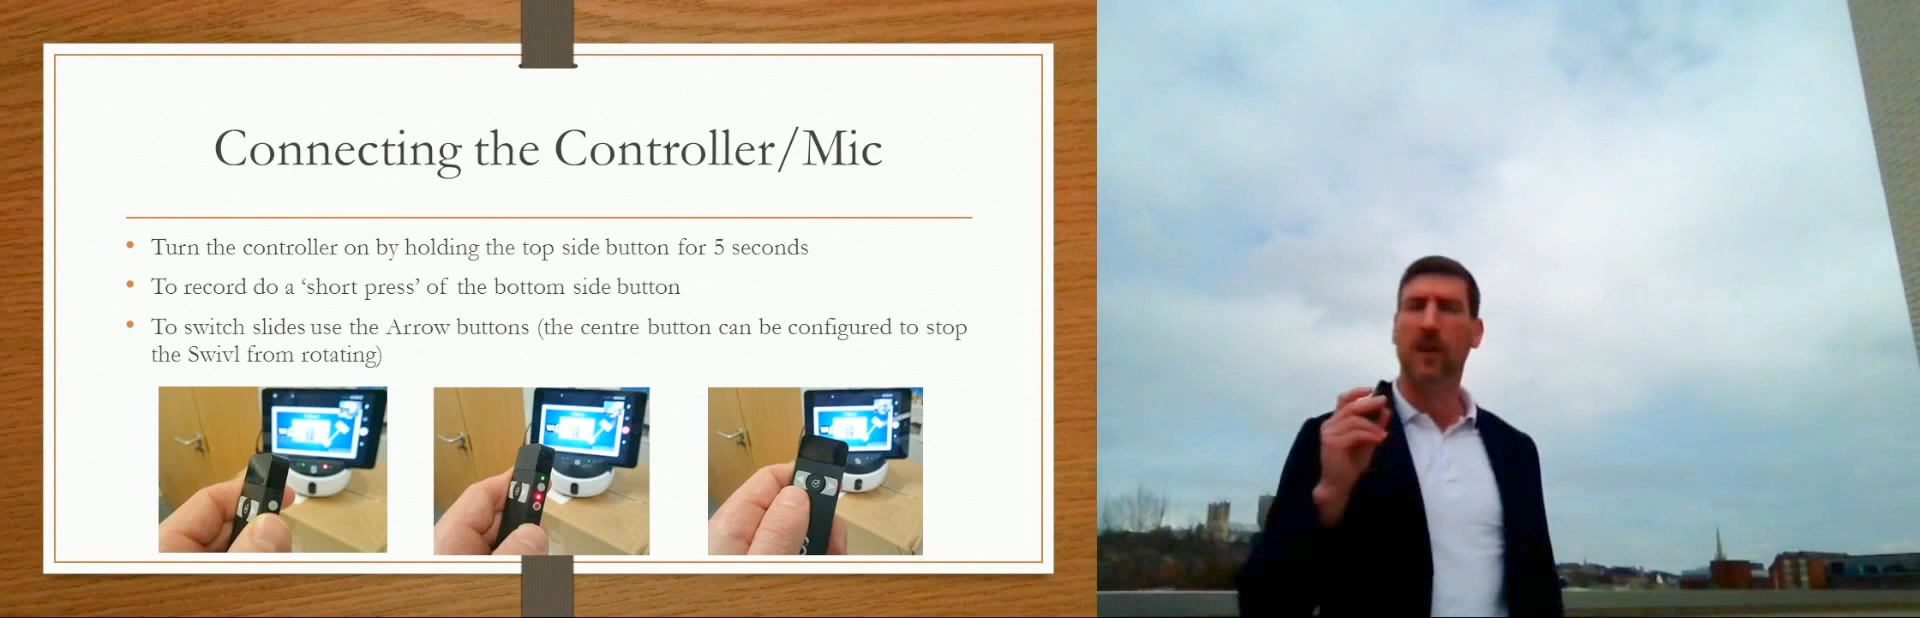 Connecting the Controller/Mic
• Turn the controller on by holding the top side button for 5 seconds
• To record do a ‘short press’ of the bottom side button
• To switch slides use the Arrow buttons (the centre button can be configured to stop
the Swivl from rotating)